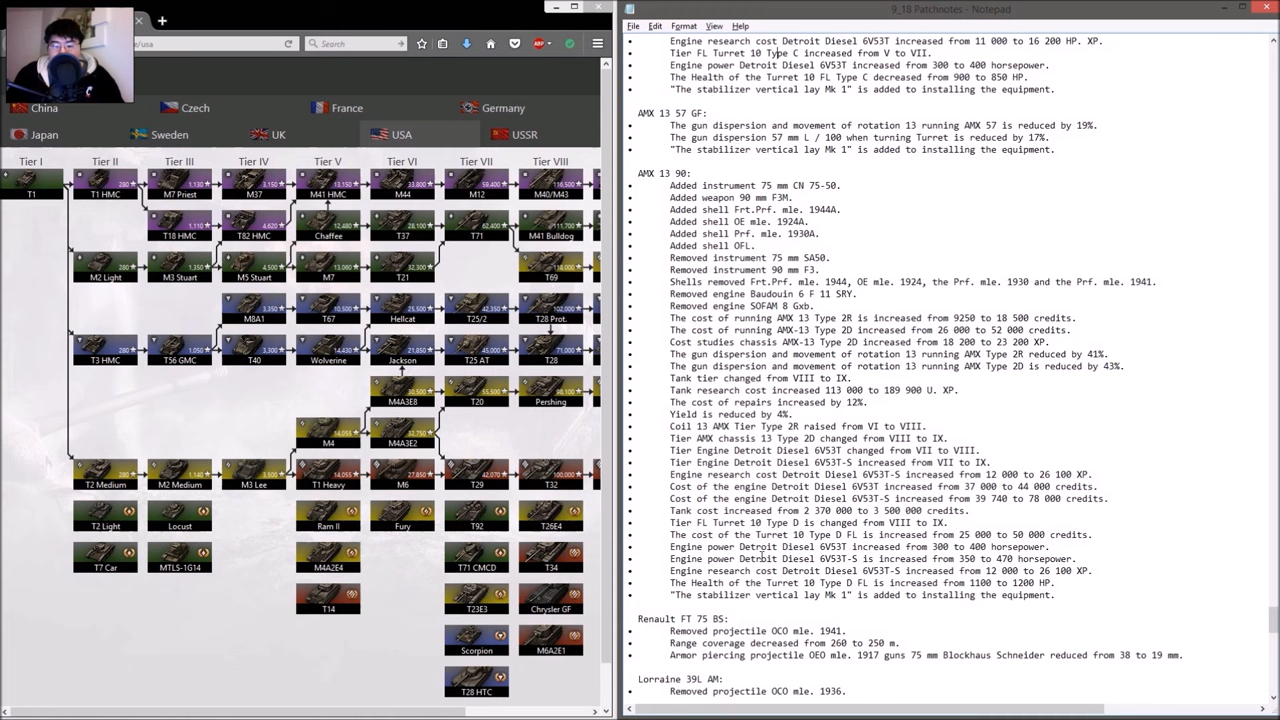 9_18 Patchnotes - Notepad
File Edit Format View Help
e/usa
Search
ABP
China Czech France Germany
Japan Sweden UK USA USSR
Tier I Tier II Tier III Tier IV Tier V Tier VI Tier VII Tier VIII
T1 T1 HMC M7 Priest M37 M41 HMC M44 M12 M40/M43
T18 HMC T82 HMC Chaffee T37 T71 M41 Bulldog
M2 Light M3 Stuart M5 Stuart M7 T21 T69
M8A1 T67 Hellcat T25/2 T28 Prot.
T3 HMC T56 GMC T40 Wolverine Jackson T25 AT T28
M4A3E8 T20 Pershing
M4 M4A3E2
T2 Medium M2 Medium M3 Lee T1 Heavy M6 T29 T32
T2 Light Locust Ram II Fury T92 T26E4
T7 Car MTLS-1G14 M4A2E4 T71 CMCD T34
T14 T23E3 Chrysler GF
Scorpion M6A2E1
T28 HTC
Engine research cost Detroit Diesel 6V53T increased from 11 000 to 16 200 HP. XP.
Tier FL Turret 10 Type C increased from V to VII.
Engine power Detroit Diesel 6V53T increased from 300 to 400 horsepower.
The Health of the Turret 10 FL Type C decreased from 900 to 850 HP.
"The stabilizer vertical lay Mk 1" is added to installing the equipment.
AMX 13 57 GF:
The gun dispersion and movement of rotation 13 running AMX 57 is reduced by 19%.
The gun dispersion 57 mm L / 100 when turning Turret is reduced by 17%.
"The stabilizer vertical lay Mk 1" is added to installing the equipment.
AMX 13 90:
Added instrument 75 mm CN 75-50.
Added weapon 90 mm F3M.
Added shell Frt.Prf. mle. 1944A.
Added shell OE mle. 1924A.
Added shell Prf. mle. 1930A.
Added shell OFL.
Removed instrument 75 mm SA50.
Removed instrument 90 mm F3.
Shells removed Frt.Prf. mle. 1944, OE mle. 1924, the Prf. mle. 1930 and the Prf. mle. 1941.
Removed engine Baudouin 6 F 11 SRY.
Removed engine SOFAM 8 Gxb.
The cost of running AMX 13 Type 2R is increased from 9250 to 18 500 credits.
The cost of running AMX-13 Type 2D increased from 26 000 to 52 000 credits.
Cost studies chassis AMX-13 Type 2D increased from 18 200 to 23 200 XP.
The gun dispersion and movement of rotation 13 running AMX Type 2R reduced by 41%.
The gun dispersion and movement of rotation 13 running AMX Type 2D is reduced by 43%.
Tank tier changed from VIII to IX.
Tank research cost increased 113 000 to 189 900 U. XP.
The cost of repairs increased by 12%.
Yield is reduced by 4%.
Coil 13 AMX Tier Type 2R raised from VI to VIII.
Tier AMX chassis 13 Type 2D changed from VIII to IX.
Tier Engine Detroit Diesel 6V53T changed from VII to VIII.
Tier Engine Detroit Diesel 6V53T-S increased from VII to IX.
Engine research cost Detroit Diesel 6V53T-S increased from 12 000 to 26 100 XP.
Cost of the engine Detroit Diesel 6V53T increased from 37 000 to 44 000 credits.
Cost of the engine Detroit Diesel 6V53T-S increased from 39 740 to 78 000 credits.
Tank cost increased from 2 370 000 to 3 500 000 credits.
Tier FL Turret 10 Type D is changed from VIII to IX.
The cost of the Turret 10 Type D FL is increased from 25 000 to 50 000 credits.
Engine power Detroit Diesel 6V53T increased from 300 to 400 horsepower.
Engine power Detroit Diesel 6V53T-S is increased from 350 to 470 horsepower.
Engine research cost Detroit Diesel 6V53T-S increased from 12 000 to 26 100 XP.
The Health of the Turret 10 Type D FL is increased from 1100 to 1200 HP.
"The stabilizer vertical lay Mk 1" is added to installing the equipment.
Renault FT 75 BS:
Removed projectile OCO mle. 1941.
Range coverage decreased from 260 to 250 m.
Armor piercing projectile OEO mle. 1917 guns 75 mm Blockhaus Schneider reduced from 38 to 19 mm.
Lorraine 39L AM:
Removed projectile OCO mle. 1936.